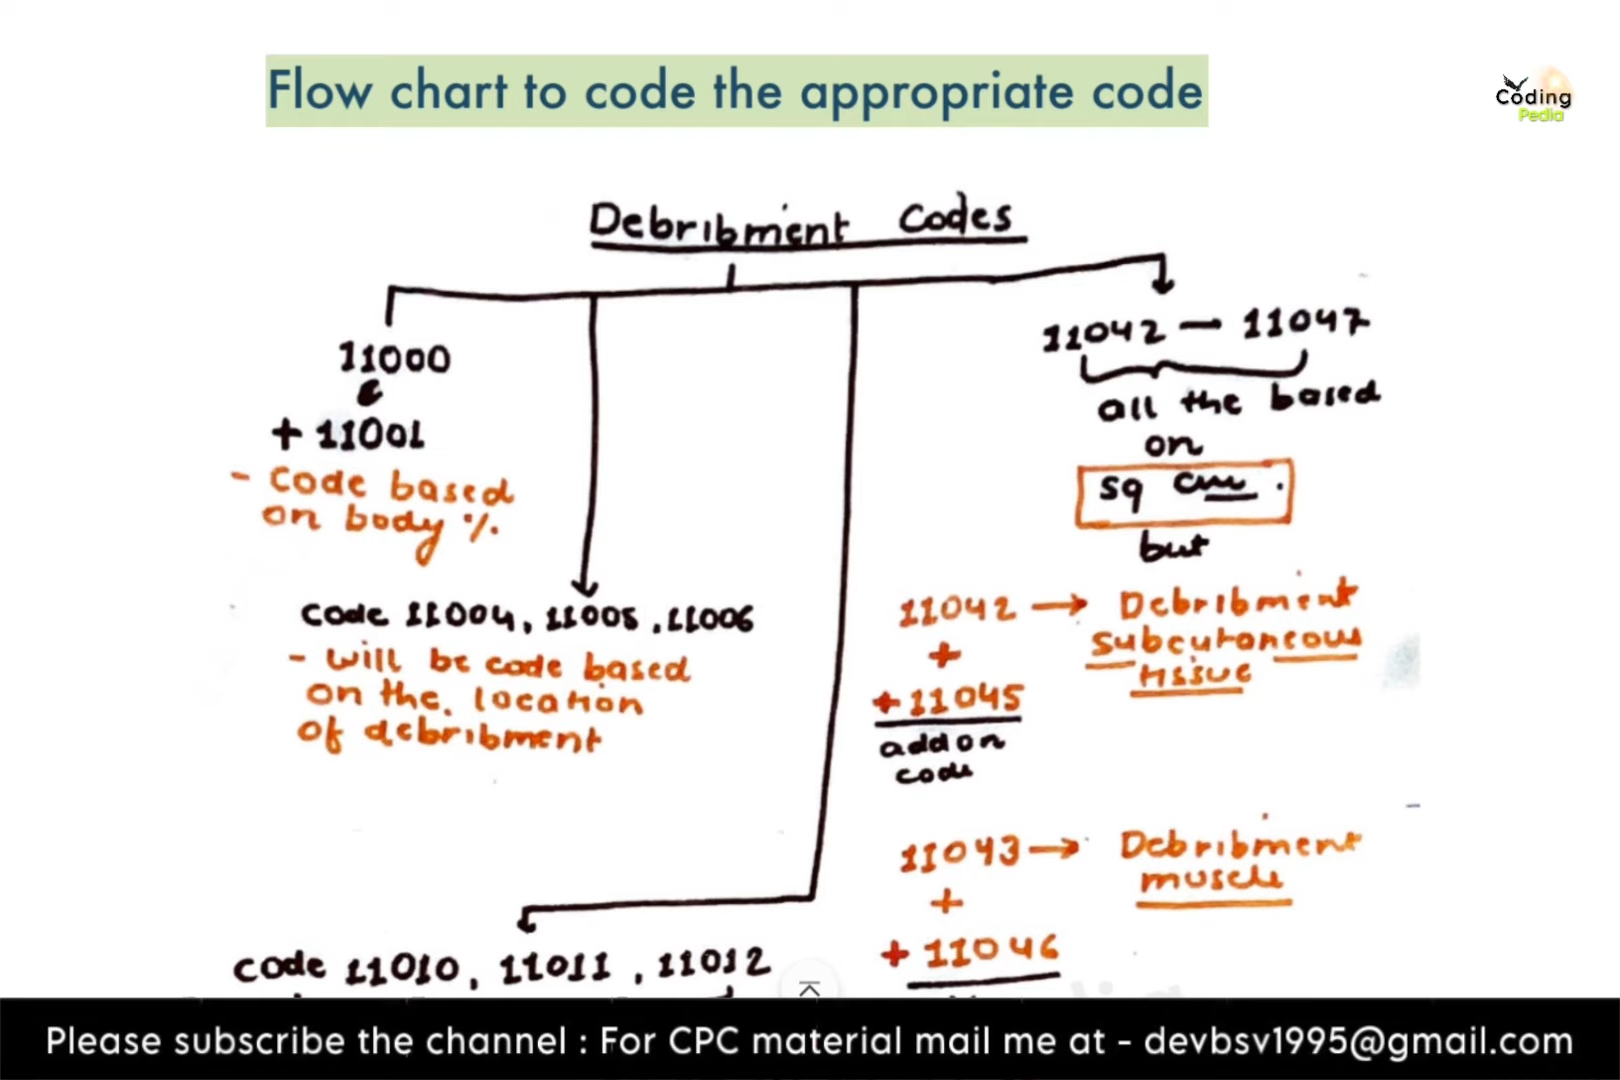 Flow chart to code the appropriate code
Coding
Pedia
Debribment Codes
11000
+ 11001
- Code based
on body %
code 11004, 11005, 11006
- will be code based
on the. location
of debribment
code 11010, 11011, 11012
11042 - 11047
all the based
on
sq cm.
but
11042 → Debribment
subcutaneous
tissue
+
+11045
add on
code
11043 → Debribment
muscle
+
+ 11046
Please subscribe the channel : For CPC material mail me at - devbsv1995@gmail.com